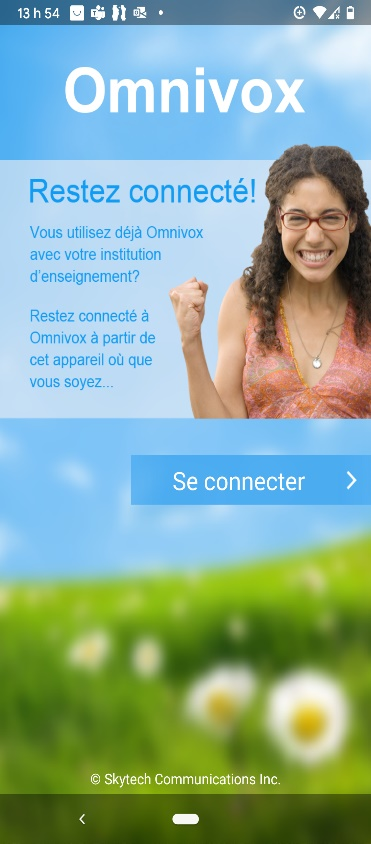 13 h 54
Omnivox
Restez connecté!
Vous utilisez déjà Omnivox
avec votre institution
d'enseignement?
Restez connecté à
Omnivox à partir de
cet appareil où que
vous soyez...
Se connecter
© Skytech Communications Inc.